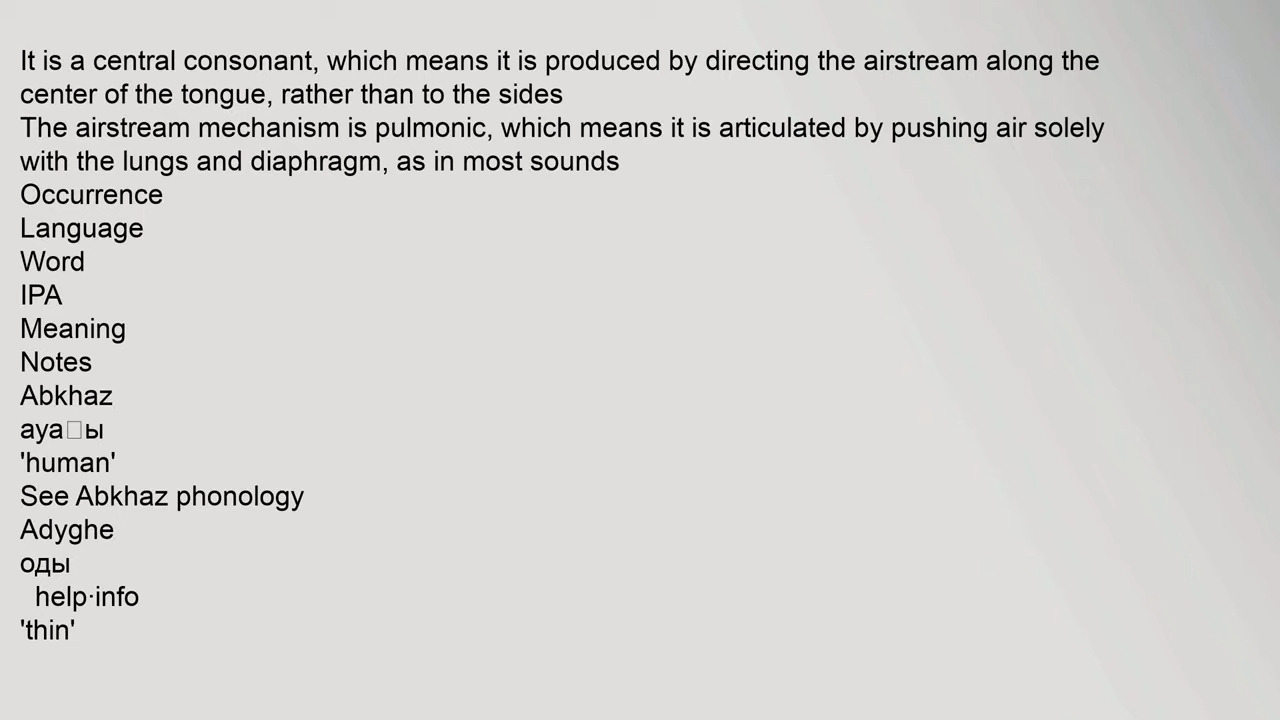 It is a central consonant, which means it is produced by directing the airstream along the
center of the tongue, rather than to the sides
The airstream mechanism is pulmonic, which means it is articulated by pushing air solely
with the lungs and diaphragm, as in most sounds
Occurrence
Language
Word
IPA
Meaning
Notes
Abkhaz
ауа□ы
'human'
See Abkhaz phonology
Adyghe
оды
help·info
'thin'